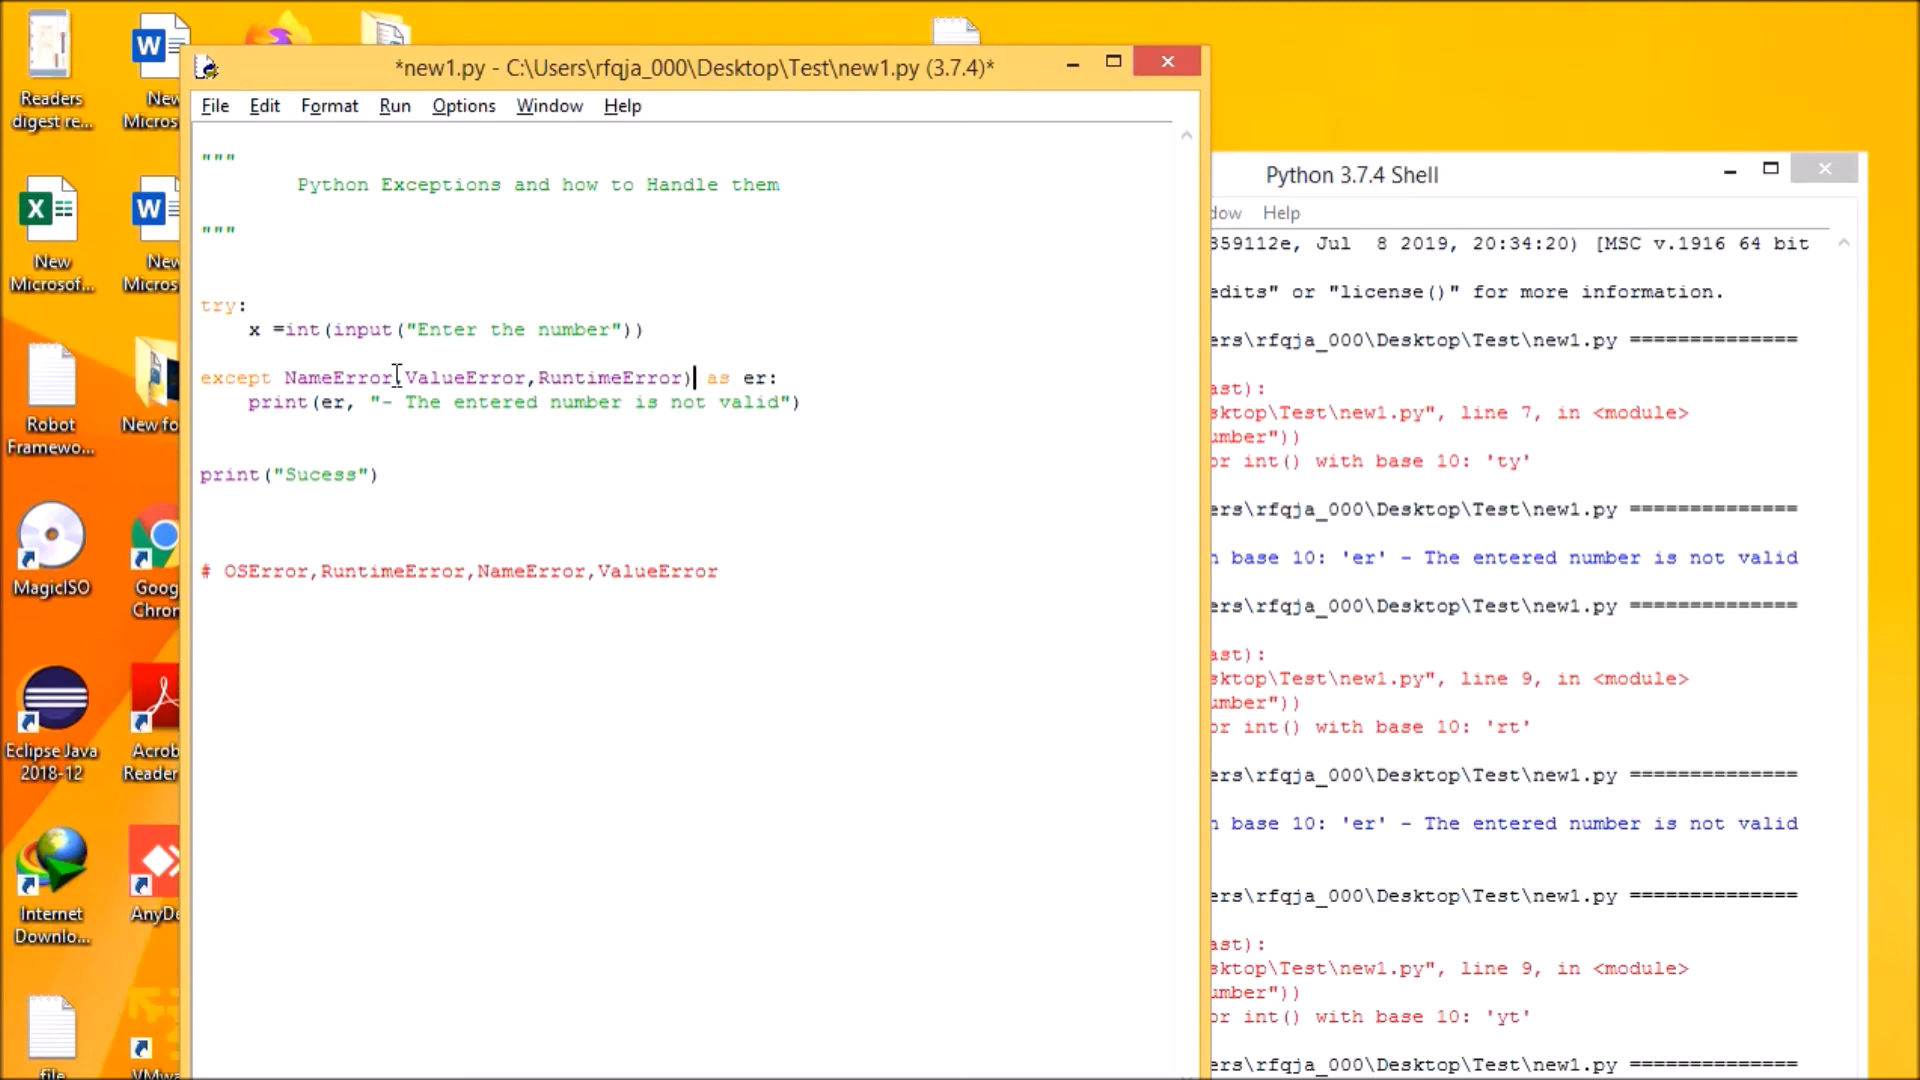 Readers
digest re...
New
Micros
New
Microsof...
New
Micros
Robot
Framewo...
New fo
MagicISO
Goog
Chron
Eclipse Java
2018-12
Acrob
Reader
Internet
Downlo...
AnyDe
file
VMwa
*new1.py - C:\Users\rfqja_000\Desktop\Test\new1.py (3.7.4)*
File Edit Format Run Options Window Help
"""
Python Exceptions and how to Handle them
"""
try:
x =int(input("Enter the number"))
except NameError,ValueError,RuntimeError) as er:
print(er, "- The entered number is not valid")
print("Sucess")
# OSError,RuntimeError,NameError,ValueError
Python 3.7.4 Shell
dow Help
359112e, Jul 8 2019, 20:34:20) [MSC v.1916 64 bit
edits" or "license()" for more information.
ers\rfqja_000\Desktop\Test\new1.py ==============
ast):
sktop\Test\new1.py", line 7, in <module>
umber"))
or int() with base 10: 'ty'
ers\rfqja_000\Desktop\Test\new1.py ==============
n base 10: 'er' - The entered number is not valid
ers\rfqja_000\Desktop\Test\new1.py ==============
ast):
sktop\Test\new1.py", line 9, in <module>
umber"))
or int() with base 10: 'rt'
ers\rfqja_000\Desktop\Test\new1.py ==============
n base 10: 'er' - The entered number is not valid
ers\rfqja_000\Desktop\Test\new1.py ==============
ast):
sktop\Test\new1.py", line 9, in <module>
umber"))
or int() with base 10: 'yt'
ers\rfqja_000\Desktop\Test\new1.py ==============